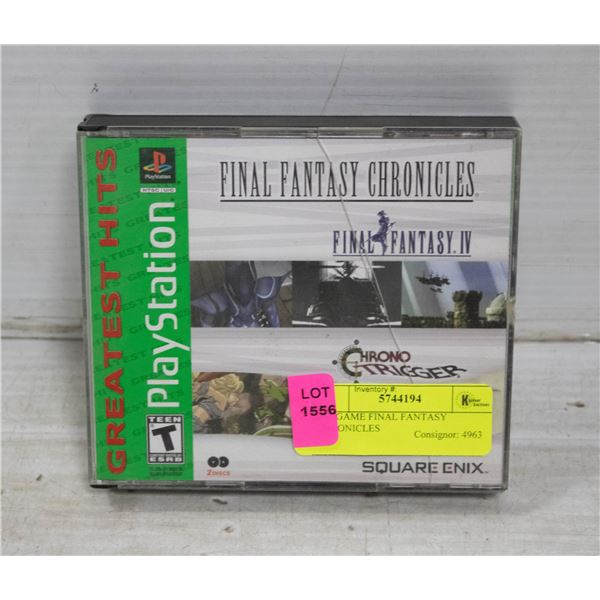 GREATEST HITS
PlayStation
NTSC U/C
PlayStation
FINAL FANTASY CHRONICLES
FINAL FANTASY. IV
CHRONO
TRIGGER
LOT
1556
Inventory #:
5744194
GAME FINAL FANTASY
Consignor: 4963
TEEN
T
ESRB
2 DISCS
SQUARE ENIX